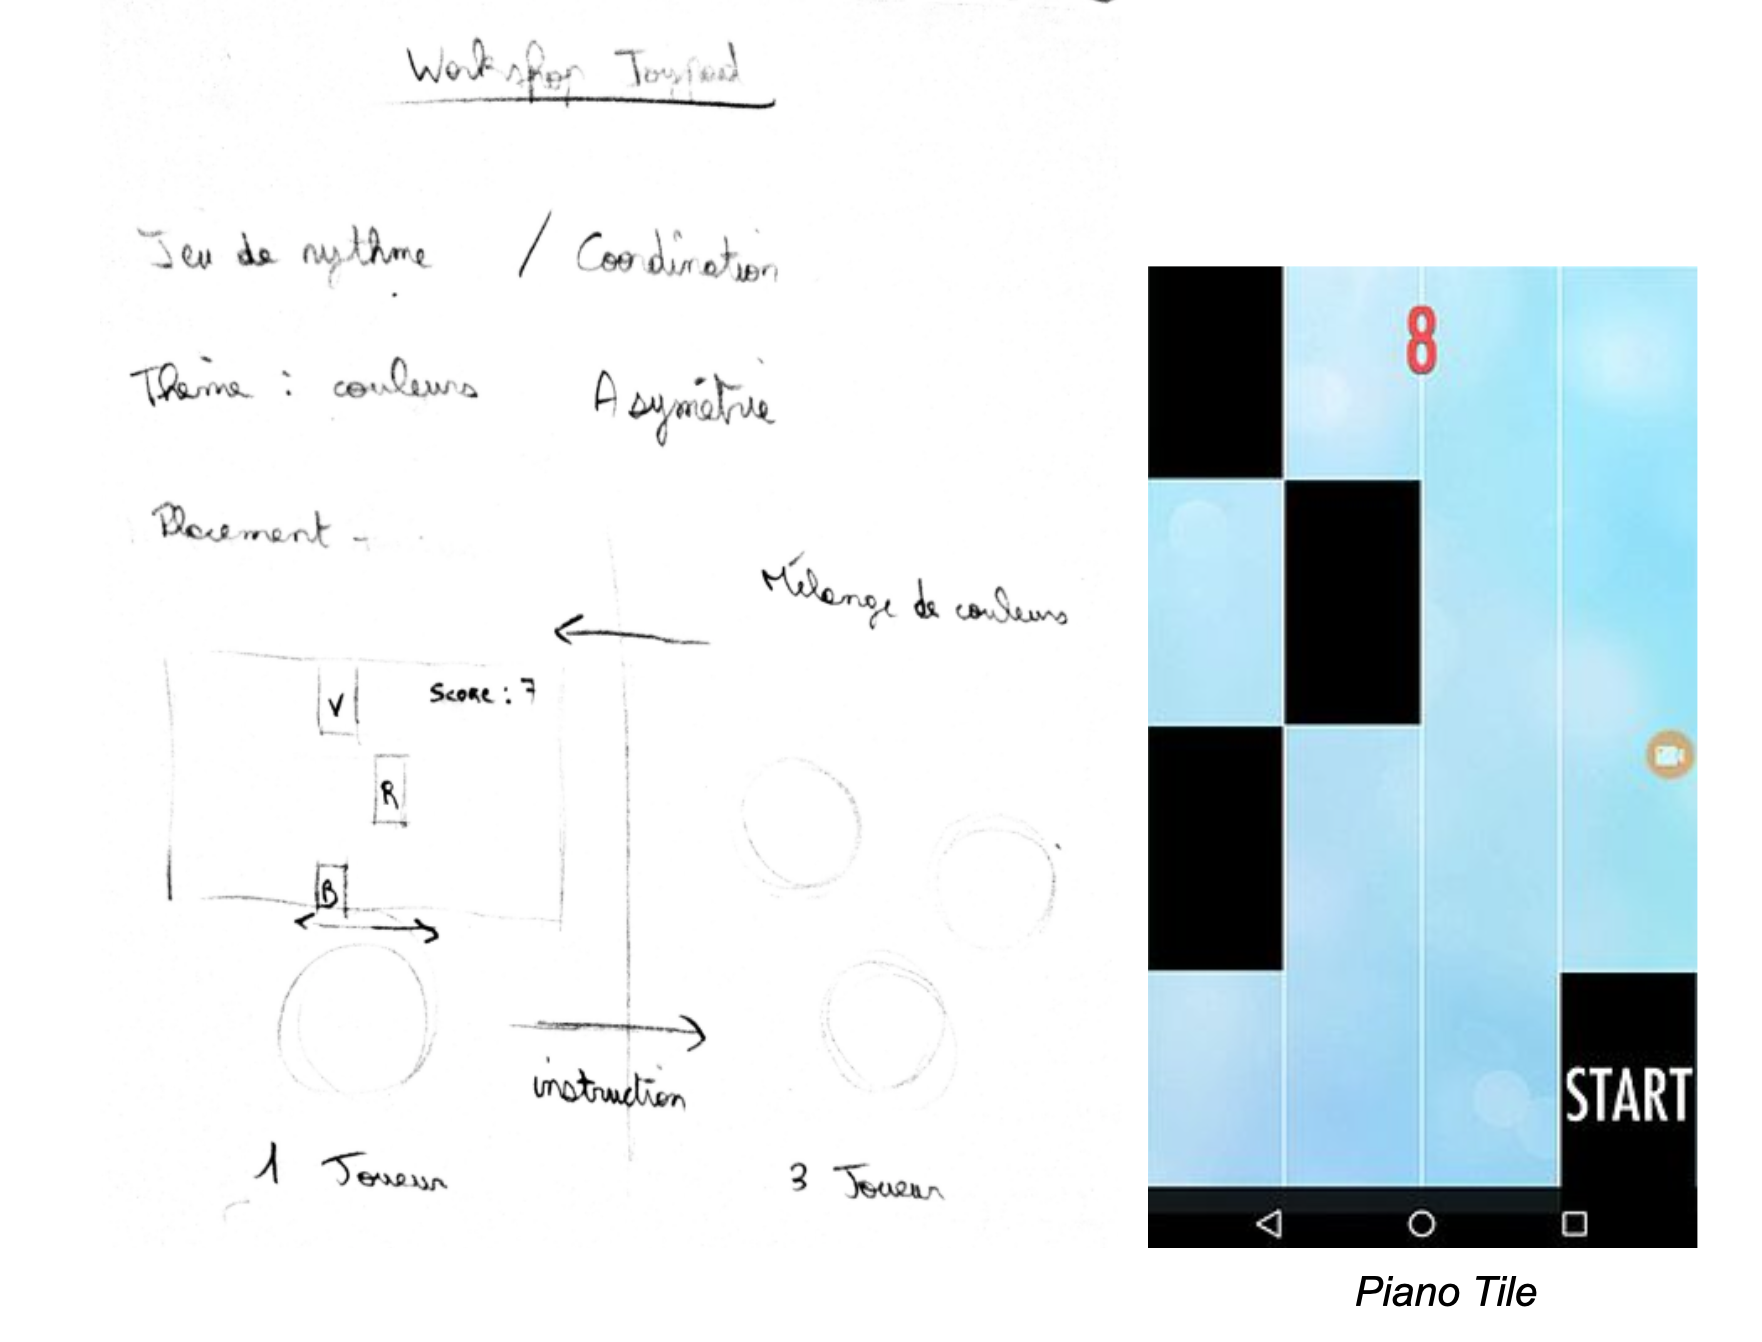 Workshop Joypad
Jeu de rythme / Coordination
Thème : couleurs Asymétrie
Placement -
Mélange de couleurs
V
Score : 7
R
B
instruction
1 Joueur
3 Joueur
8
START
Piano Tile